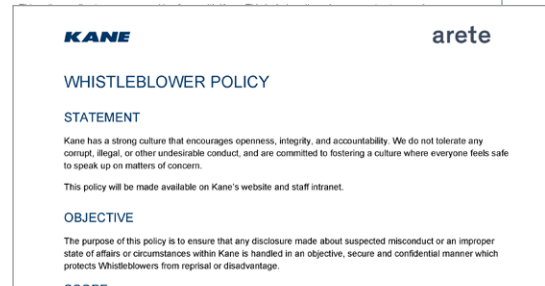 KANE
arete
WHISTLEBLOWER POLICY
STATEMENT
Kane has a strong culture that encourages openness, integrity, and accountability. We do not tolerate any
corrupt, illegal, or other undesirable conduct, and are committed to fostering a culture where everyone feels safe
to speak up on matters of concern.
This policy will be made available on Kane's website and staff intranet.
OBJECTIVE
The purpose of this policy is to ensure that any disclosure made about suspected misconduct or an improper
state of affairs or circumstances within Kane is handled in an objective, secure and confidential manner which
protects Whistleblowers from reprisal or disadvantage.